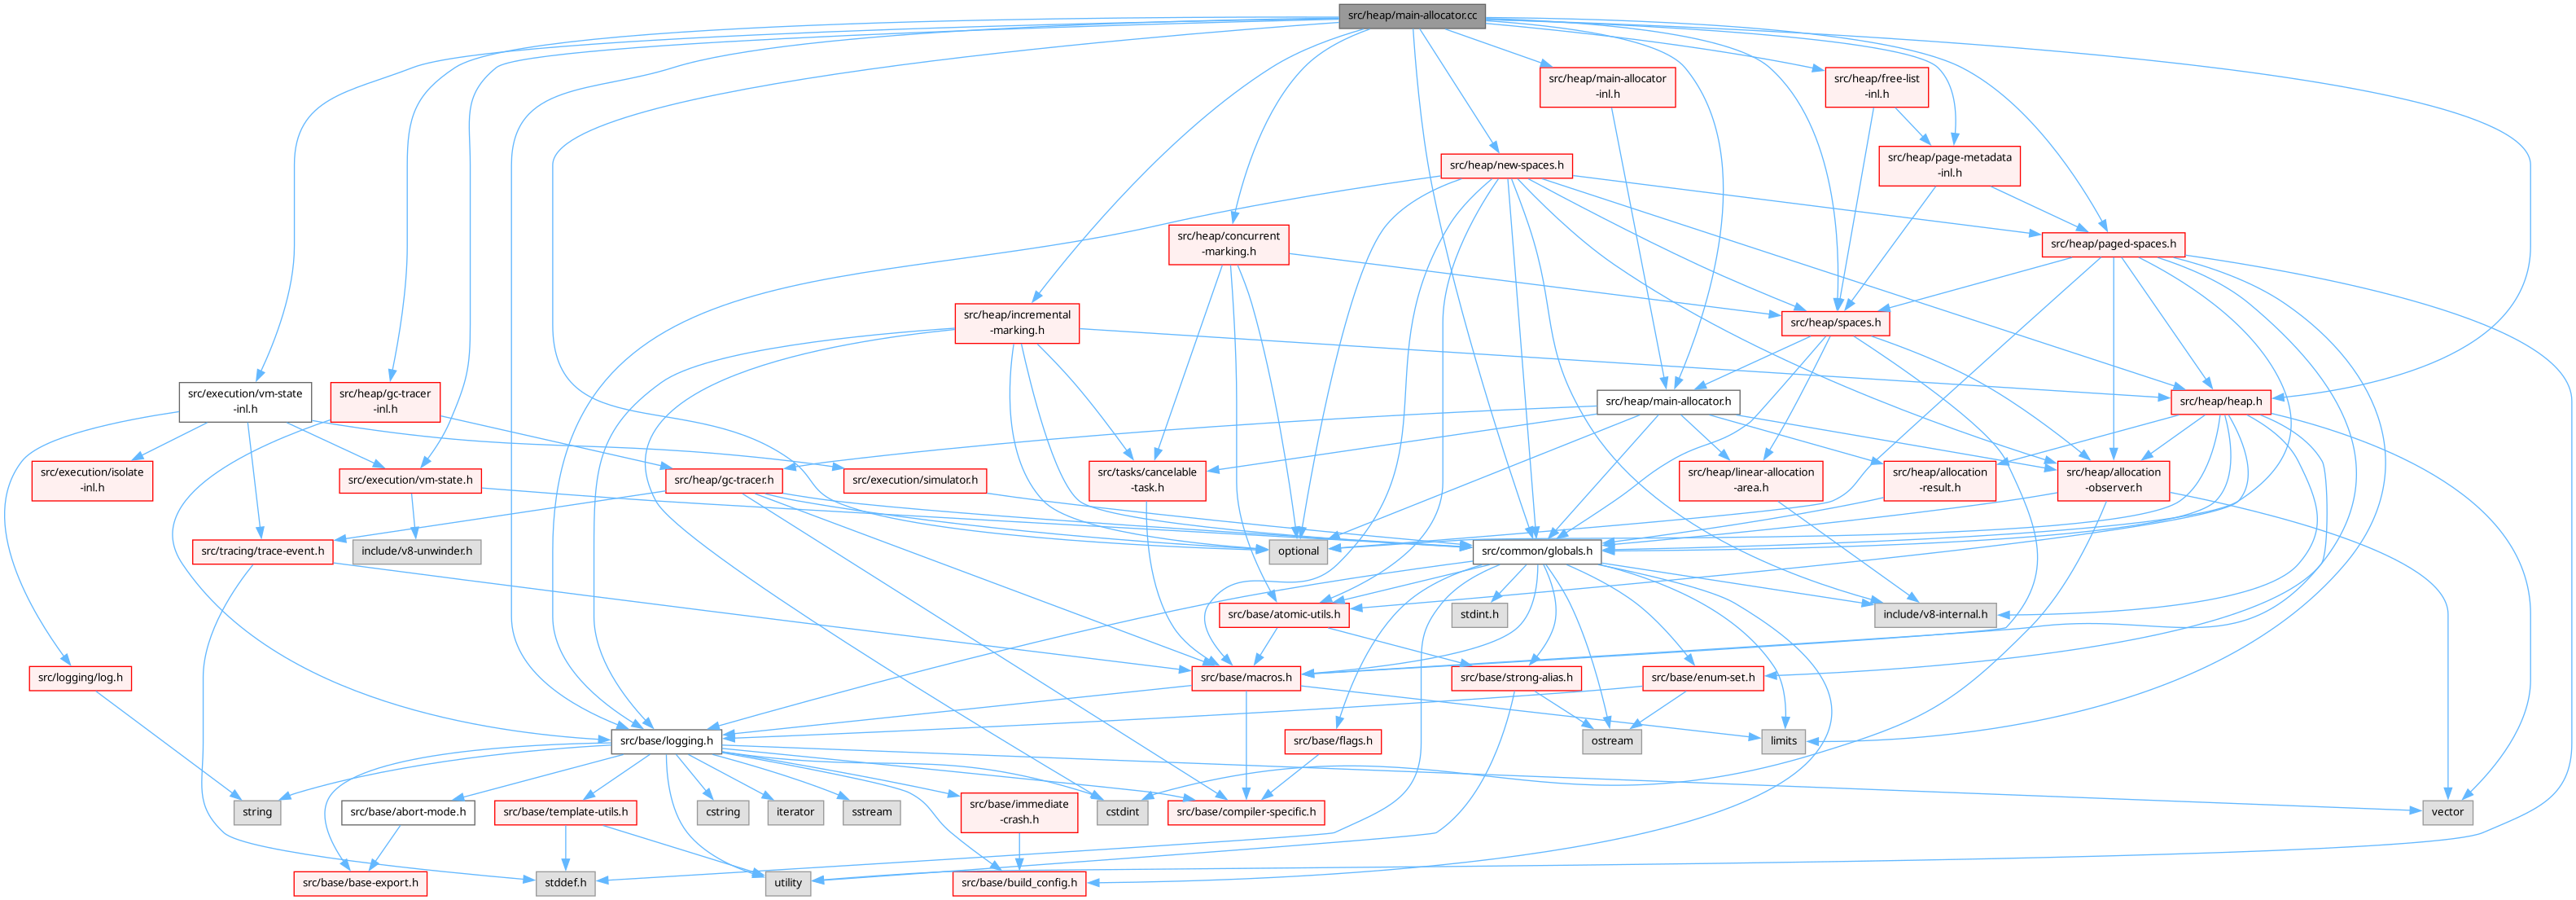 src/heap/main-allocator.cc
src/heap/main-allocator
-inl.h
src/heap/free-list
-inl.h
src/heap/new-spaces.h
src/heap/page-metadata
-inl.h
src/heap/concurrent
-marking.h
src/heap/paged-spaces.h
src/heap/incremental
-marking.h
src/heap/spaces.h
src/execution/vm-state
-inl.h
src/heap/gc-tracer
-inl.h
src/heap/main-allocator.h
src/heap/heap.h
src/execution/isolate
-inl.h
src/execution/vm-state.h
src/heap/gc-tracer.h
src/execution/simulator.h
src/tasks/cancelable
-task.h
src/heap/linear-allocation
-area.h
src/heap/allocation
-result.h
src/heap/allocation
-observer.h
src/tracing/trace-event.h
include/v8-unwinder.h
optional
src/common/globals.h
src/base/atomic-utils.h
stdint.h
include/v8-internal.h
src/logging/log.h
src/base/macros.h
src/base/strong-alias.h
src/base/enum-set.h
src/base/logging.h
src/base/flags.h
ostream
limits
string
src/base/abort-mode.h
src/base/template-utils.h
cstring
iterator
sstream
src/base/immediate
-crash.h
cstdint
src/base/compiler-specific.h
vector
src/base/base-export.h
stddef.h
utility
src/base/build_config.h